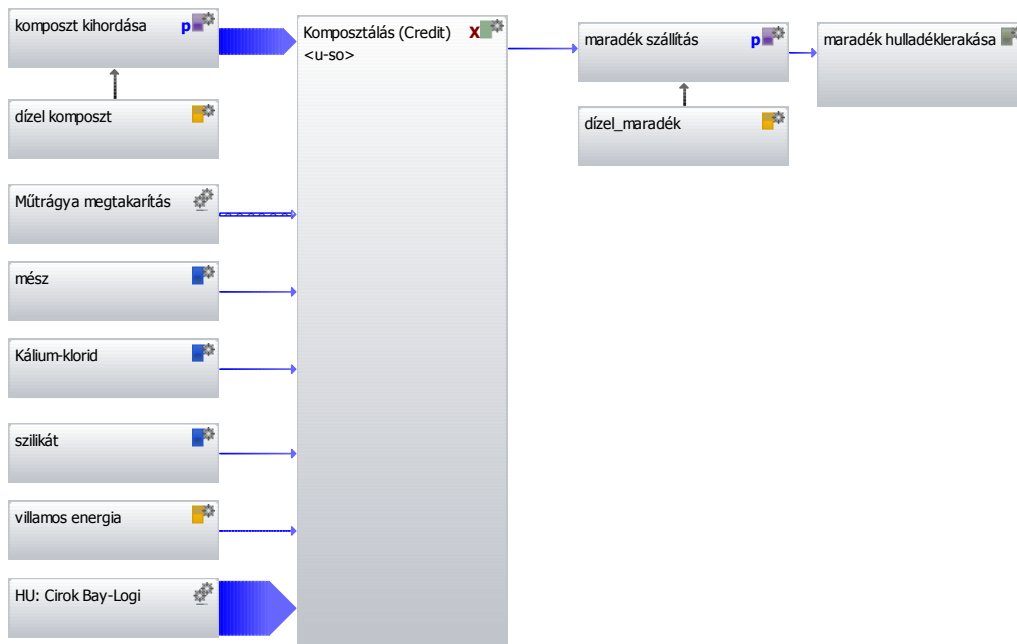 komposzt kihordása
p
Komposztálás (Credit)
X
<u-so>
maradék szállítás
p
maradék hulladéklerakása
dízel komposzt
dízel_maradék
Műtrágya megtakarítás
mész
Kálium-klorid
szilikát
villamos energia
HU: Cirok Bay-Logi